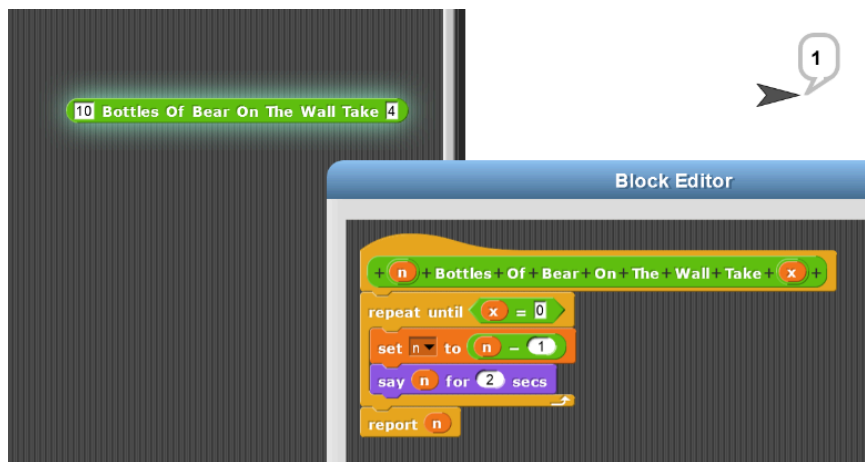 1
10 Bottles Of Bear On The Wall Take 4
Block Editor
+ n + Bottles + Of + Bear + On + The + Wall + Take + x +
repeat until x = 0
set n to n - 1
say n for 2 secs
report n